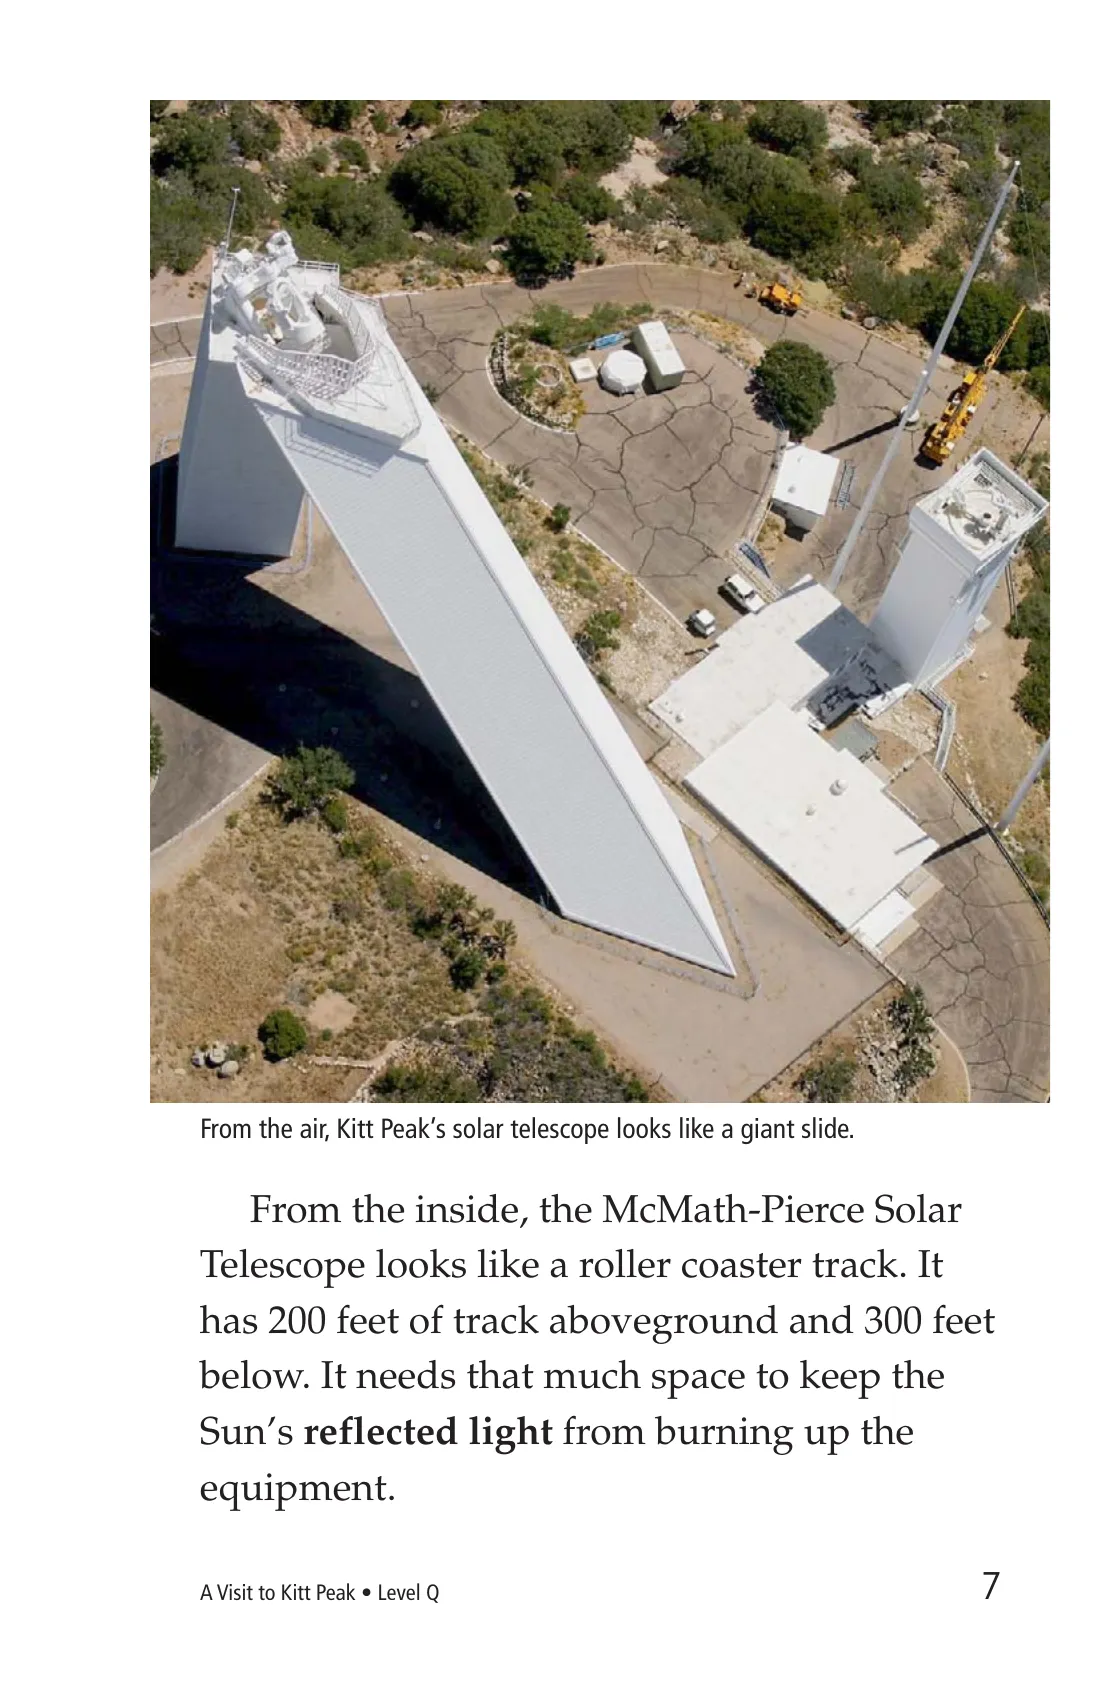 From the air, Kitt Peak’s solar telescope looks like a giant slide.
From the inside, the McMath-Pierce Solar
Telescope looks like a roller coaster track. It
has 200 feet of track aboveground and 300 feet
below. It needs that much space to keep the
Sun’s reflected light from burning up the
equipment.
A Visit to Kitt Peak • Level Q
7